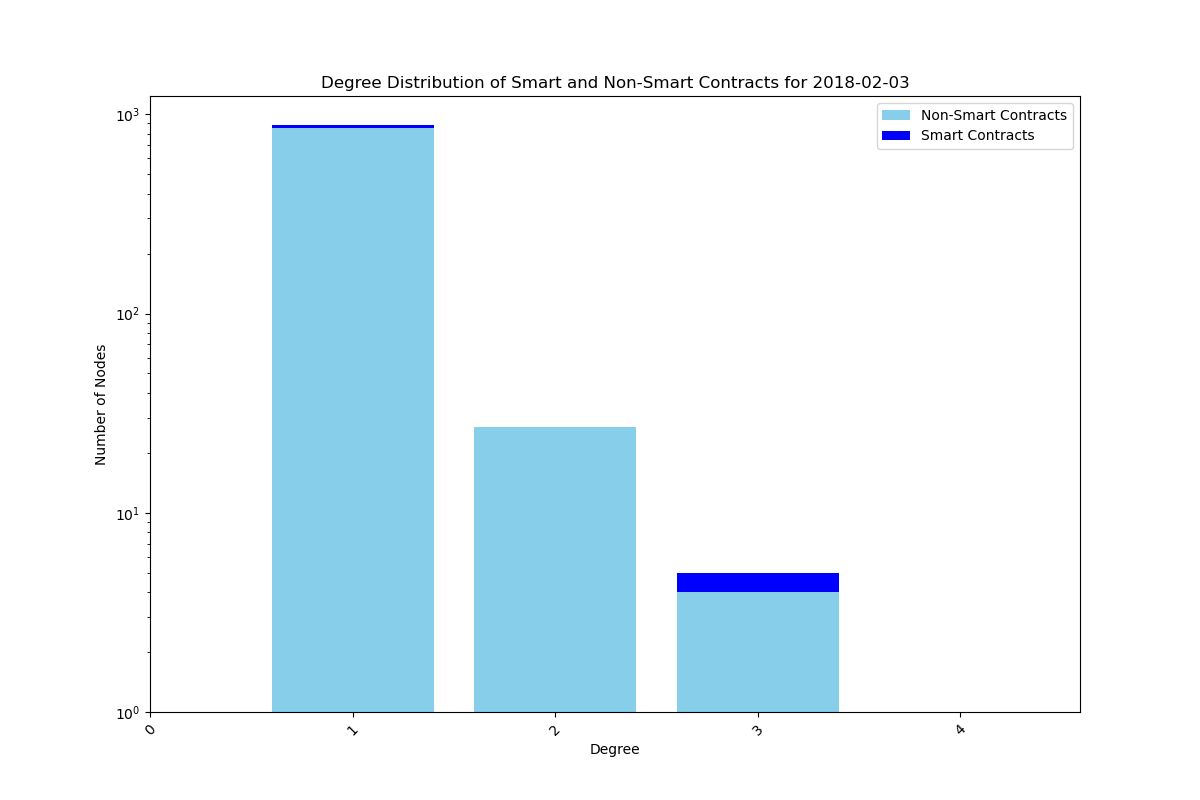 Degree Distribution of Smart and Non-Smart Contracts for 2018-02-03
Non-Smart Contracts
Smart Contracts
Number of Nodes
10³
10²
10¹
10⁰
0
1
2
3
4
Degree